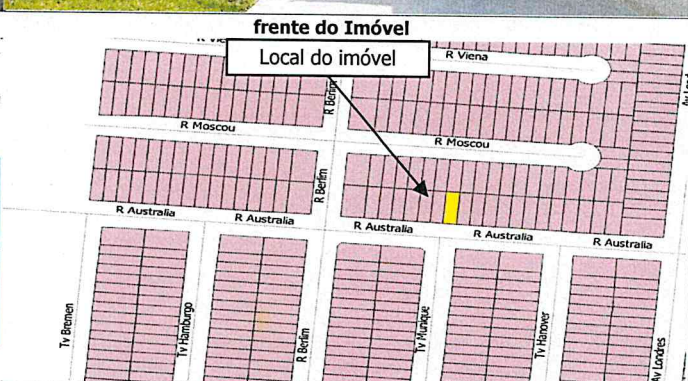 frente do Imóvel
Local do imóvel
R Viena
R Berlim
R Moscou
R Moscou
R Berlim
R Australia
R Australia
R Australia
R Australia
R Australia
Tv Bremen
Tv Hamburgo
R Berlim
Tv Munique
Tv Hanover
Av Londres